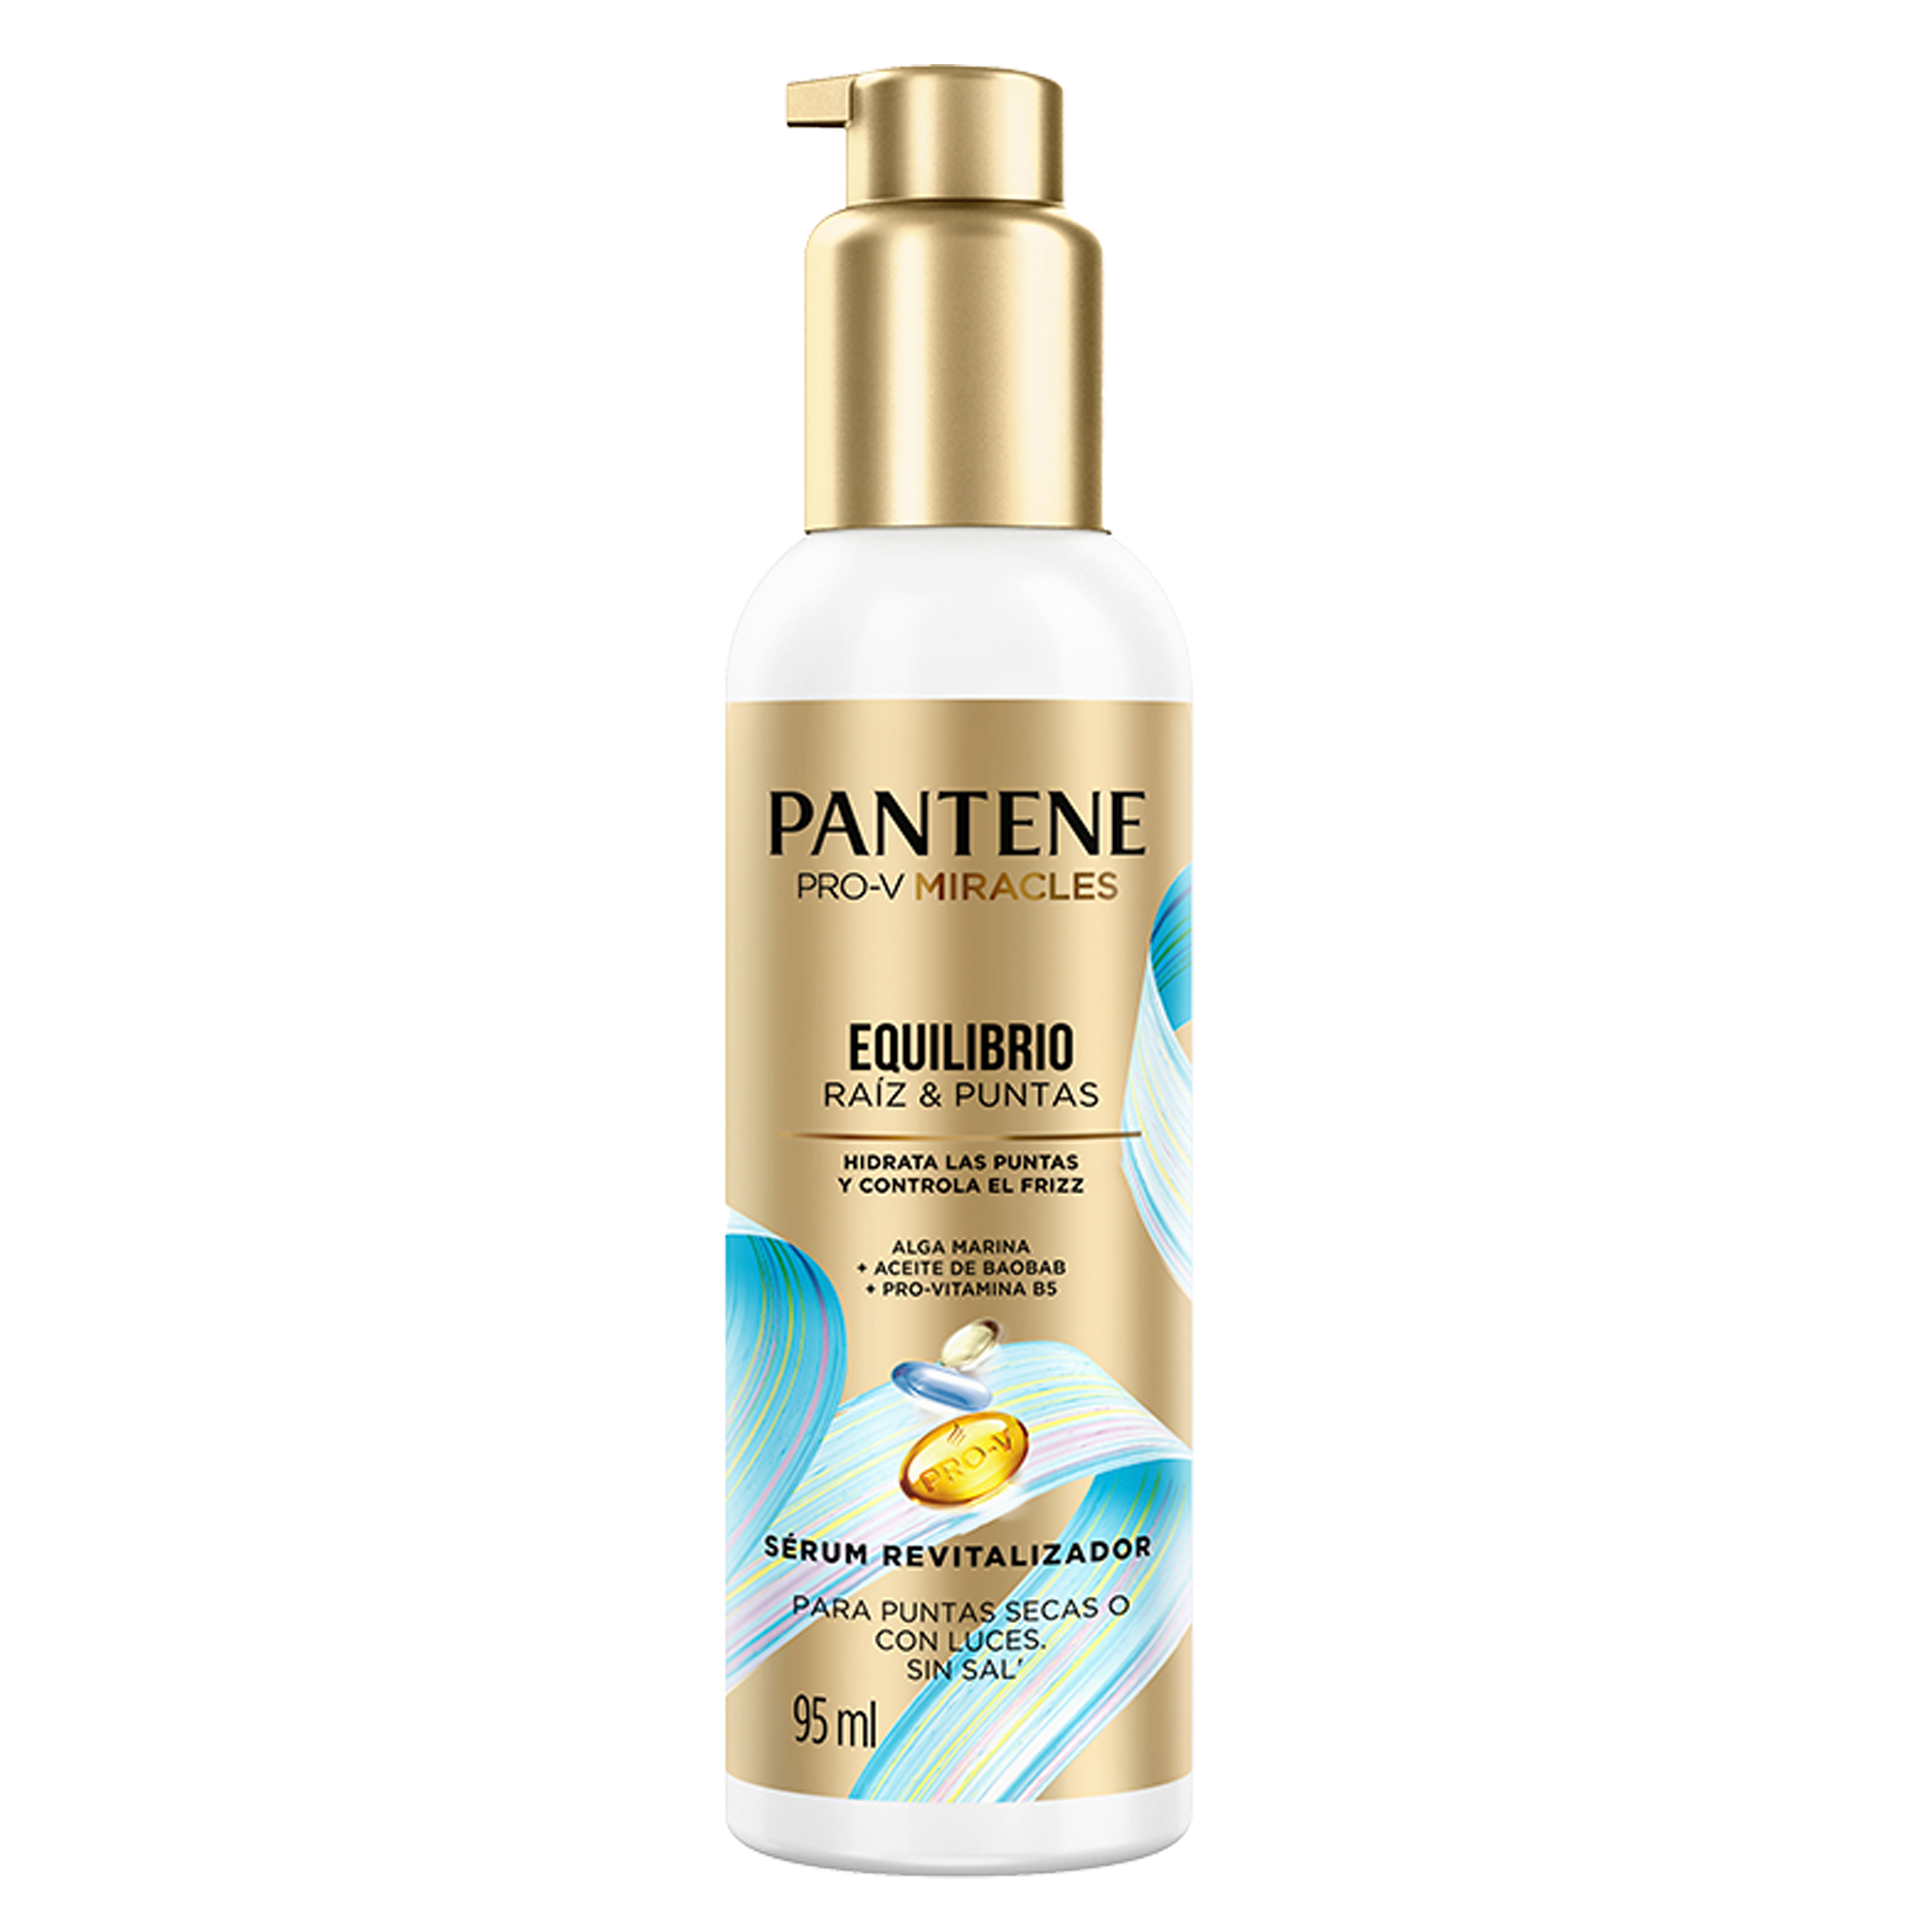 PANTENE
PRO-V MIRACLES
EQUILIBRIO
RAÍZ & PUNTAS
HIDRATA LAS PUNTAS
Y CONTROLA EL FRIZZ
ALGA MARINA
+ ACEITE DE BAOBAB
+ PRO-VITAMINA B5
PRO-V
SÉRUM REVITALIZADOR
PARA PUNTAS SECAS O
CON LUCES.
SIN SAL'
95 ml